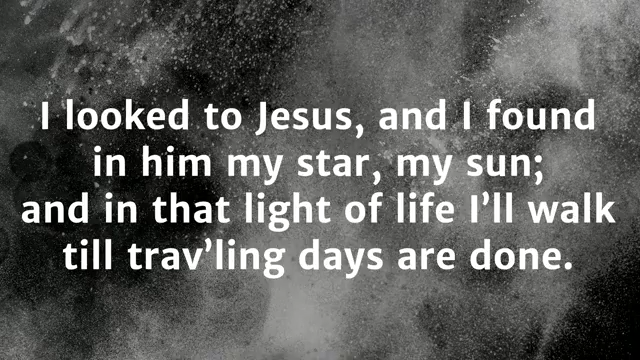 I looked to Jesus, and I found
in him my star, my sun;
and in that light of life I’ll walk
till trav’ling days are done.